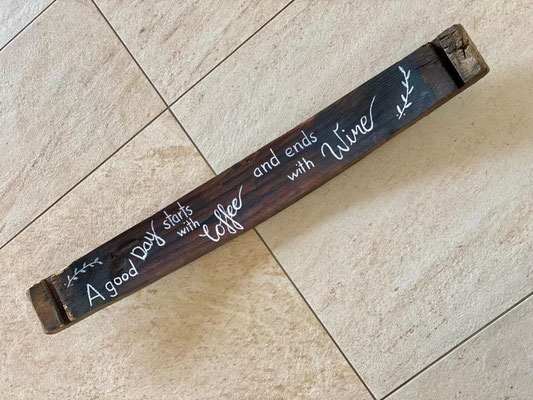 A good DAY starts
with Coffee
and ends
with Wine